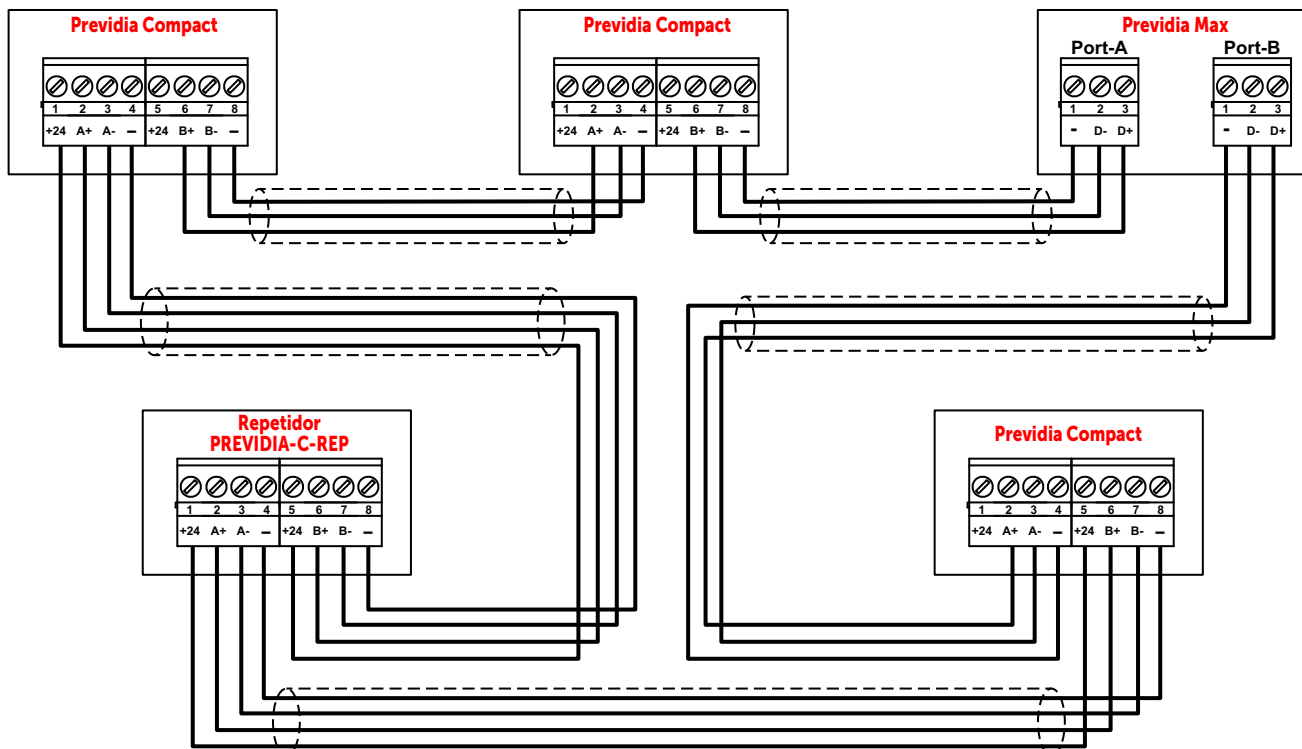 Previdia Compact
1 2 3 4 5 6 7 8
+24 A+ A- – +24 B+ B- –
Previdia Compact
1 2 3 4 5 6 7 8
+24 A+ A- – +24 B+ B- –
Previdia Max
Port-A Port-B
1 2 3 1 2 3
- D- D+ - D- D+
Repetidor
PREVIDIA-C-REP
1 2 3 4 5 6 7 8
+24 A+ A- – +24 B+ B- –
Previdia Compact
1 2 3 4 5 6 7 8
+24 A+ A- – +24 B+ B- –